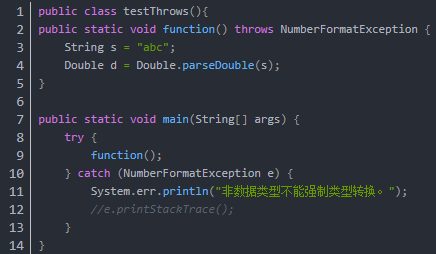 1 public class testThrows(){
2 public static void function() throws NumberFormatException {
3 String s = "abc";
4 Double d = Double.parseDouble(s);
5 }
6
7 public static void main(String[] args) {
8 try {
9 function();
10 } catch (NumberFormatException e) {
11 System.err.println("非数据类型不能强制类型转换。");
12 //e.printStackTrace();
13 }
14 }